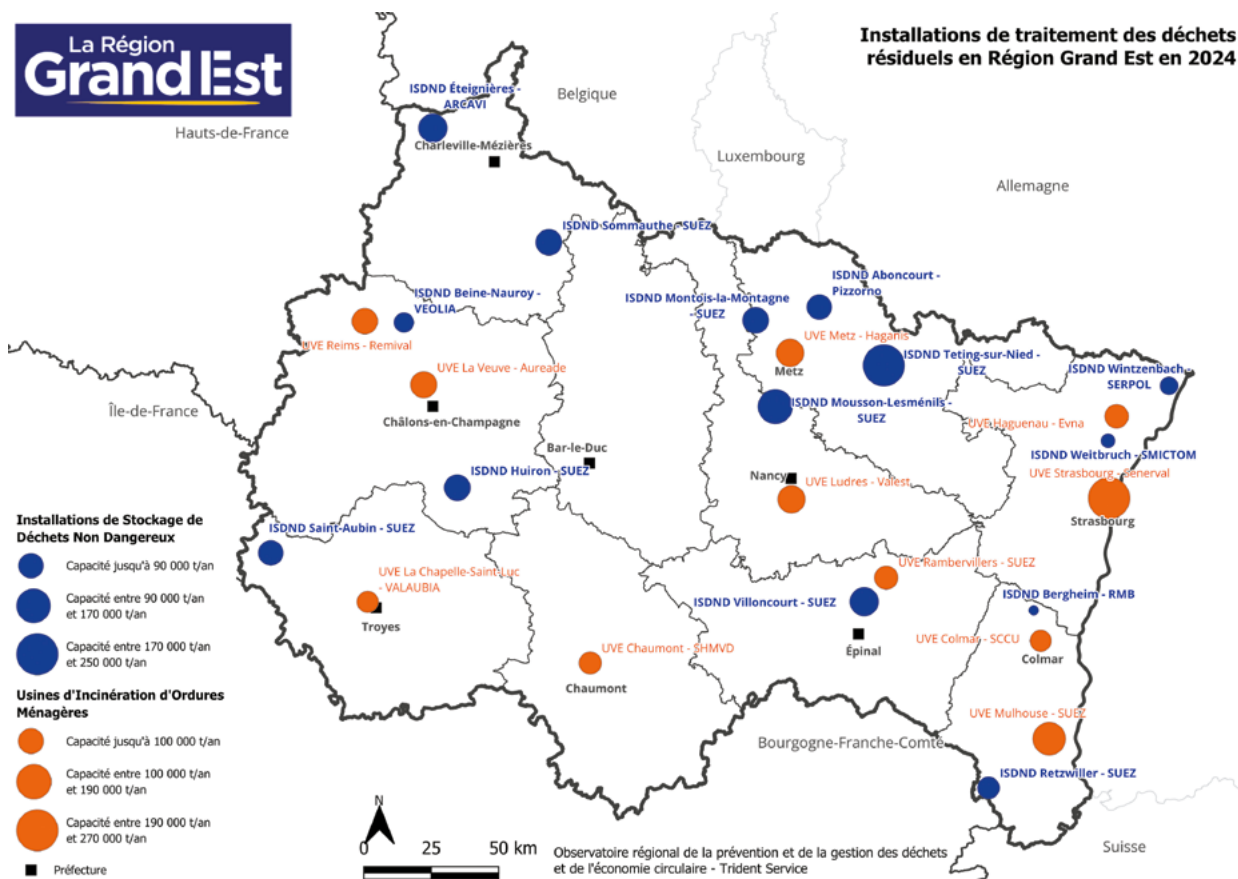 La Région
Grand Est
Installations de traitement des déchets
résiduels en Région Grand Est en 2024
Hauts-de-France
ISDND Éteignières -
ARCAVI
Belgique
Charleville-Mézières
Luxembourg
Allemagne
ISDND Sommauthe - SUEZ
ISDND Beine-Nauroy -
VEOLIA
ISDND Montois-la-Montagne
- SUEZ
ISDND Aboncourt -
Pizzorno
UVE Reims - Remival
UVE Metz - Haganis
Metz
ISDND Teting-sur-Nied -
SUEZ
ISDND Wintzenbach -
SERPOL
UVE La Veuve - Aureade
Île-de-France
Châlons-en-Champagne
ISDND Mousson-Lesménils -
SUEZ
UVE Haguenau - Evna
Bar-le-Duc
ISDND Weitbruch - SMICTOM
ISDND Huiron - SUEZ
Nancy
UVE Ludres - Valest
UVE Strasbourg - Senerval
Strasbourg
ISDND Saint-Aubin - SUEZ
UVE La Chapelle-Saint-Luc
- VALAUBIA
Troyes
UVE Rambervillers - SUEZ
ISDND Villoncourt - SUEZ
ISDND Bergheim - RMB
Épinal
UVE Colmar - SCCU
Colmar
UVE Chaumont - SHMVD
Chaumont
UVE Mulhouse - SUEZ
Bourgogne-Franche-Comté
ISDND Retzwiller - SUEZ
Suisse
Installations de Stockage de
Déchets Non Dangereux
Capacité jusqu'à 90 000 t/an
Capacité entre 90 000 t/an
et 170 000 t/an
Capacité entre 170 000 t/an
et 250 000 t/an
Usines d'Incinération d'Ordures
Ménagères
Capacité jusqu'à 100 000 t/an
Capacité entre 100 000 t/an
et 190 000 t/an
Capacité entre 190 000 t/an
et 270 000 t/an
Préfecture
N
0 25 50 km
Observatoire régional de la prévention et de la gestion des déchets
et de l'économie circulaire - Trident Service